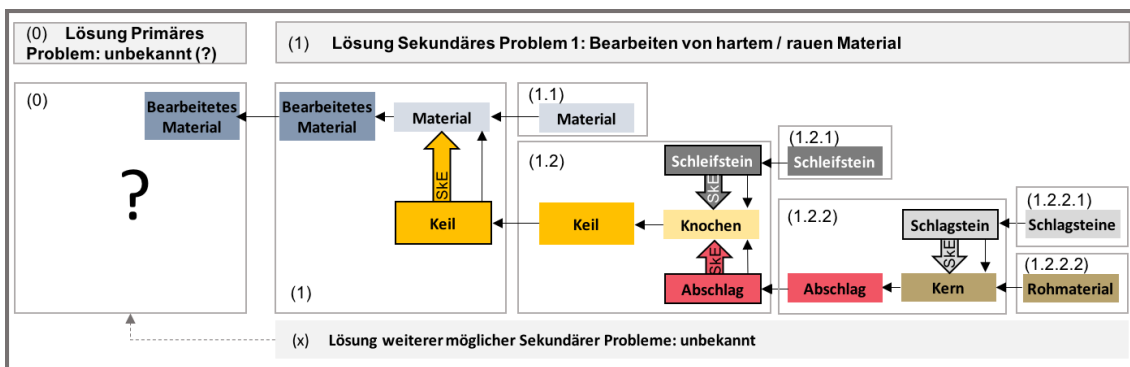 (0) Lösung Primäres
Problem: unbekannt (?)
(1) Lösung Sekundäres Problem 1: Bearbeiten von hartem / rauen Material
(0)
Bearbeitetes
Material
?
Bearbeitetes
Material
Material
SkE
Keil
(1)
(1.1)
Material
(1.2)
Schleifstein
SkE
Keil
Knochen
SkE
Abschlag
(1.2.1)
Schleifstein
(1.2.2)
Schlagstein
SkE
Abschlag
Kern
(1.2.2.1)
Schlagsteine
(1.2.2.2)
Rohmaterial
(x) Lösung weiterer möglicher Sekundärer Probleme: unbekannt